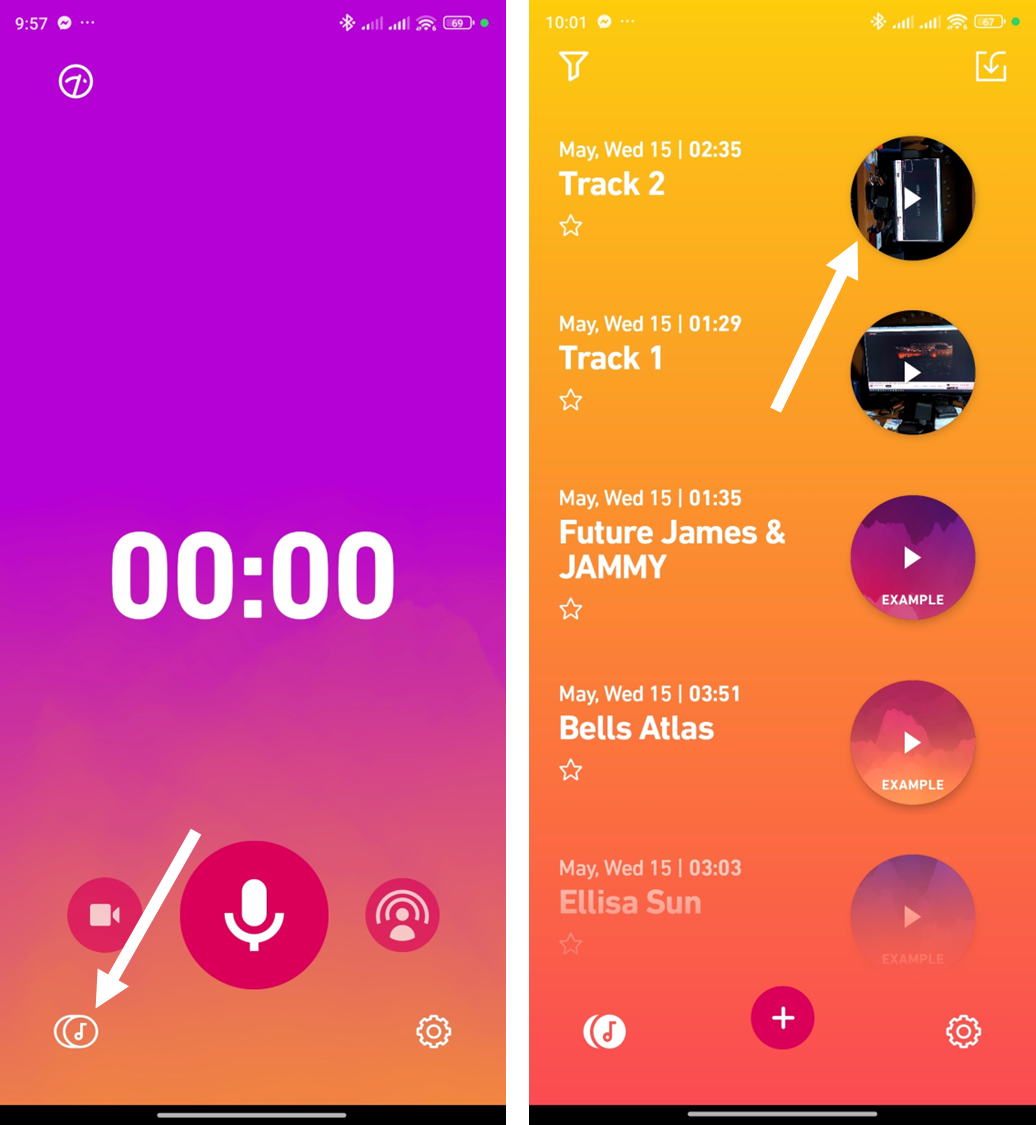 9:57
69
00:00
10:01
67
May, Wed 15 | 02:35
Track 2
May, Wed 15 | 01:29
Track 1
May, Wed 15 | 01:35
Future James &
JAMMY
EXAMPLE
May, Wed 15 | 03:51
Bells Atlas
EXAMPLE
May, Wed 15 | 03:03
Ellisa Sun
EXAMPLE